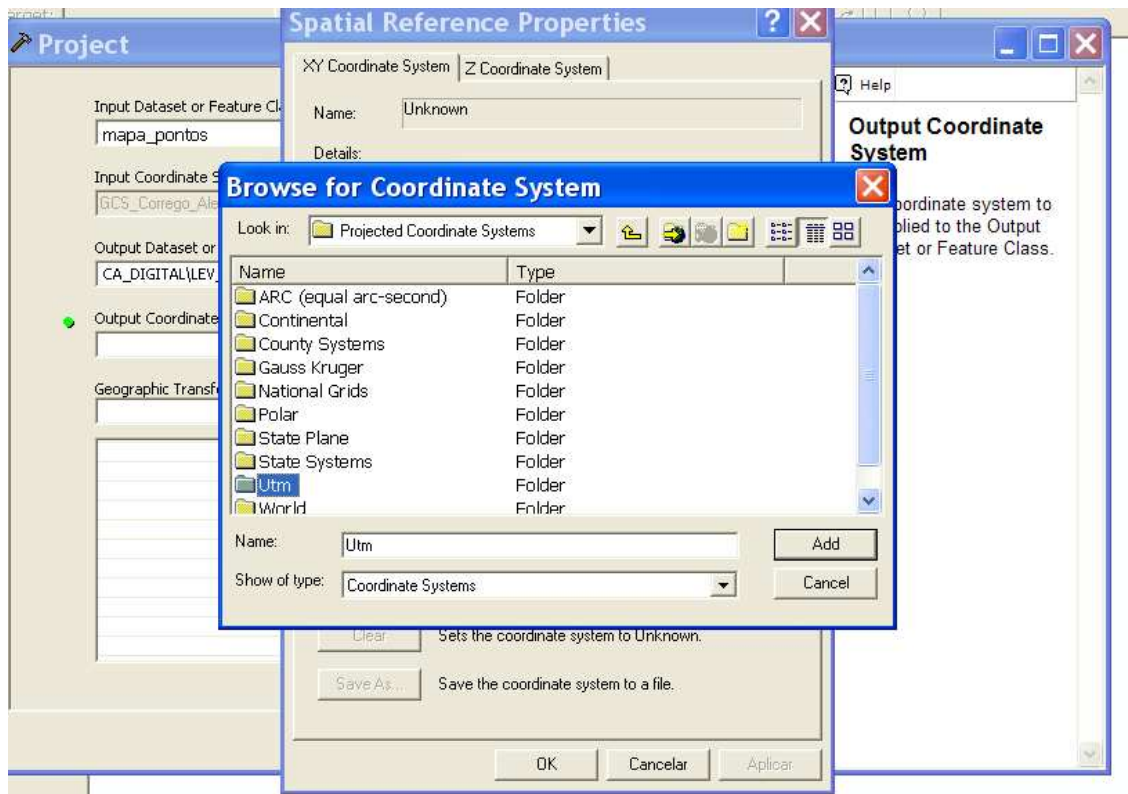 Spatial Reference Properties
Project
XY Coordinate System
Z Coordinate System
Help
Input Dataset or Feature Cl
mapa_pontos
Name:
Unknown
Output Coordinate
System
Details:
Input Coordinate S
GCS_Corrego_Ale
Browse for Coordinate System
oordinate system to
plied to the Output
et or Feature Class.
Look in:
Projected Coordinate Systems
Output Dataset or
CA_DIGITAL\LEV_
Name
Type
ARC (equal arc-second)
Folder
Continental
Folder
County Systems
Folder
Gauss Kruger
Folder
National Grids
Folder
Polar
Folder
State Plane
Folder
State Systems
Folder
Utm
Folder
World
Folder
Output Coordinate
Geographic Transf
Name:
Utm
Add
Show of type:
Coordinate Systems
Cancel
Clear
Sets the coordinate system to Unknown.
Save As...
Save the coordinate system to a file.
OK
Cancelar
Aplicar